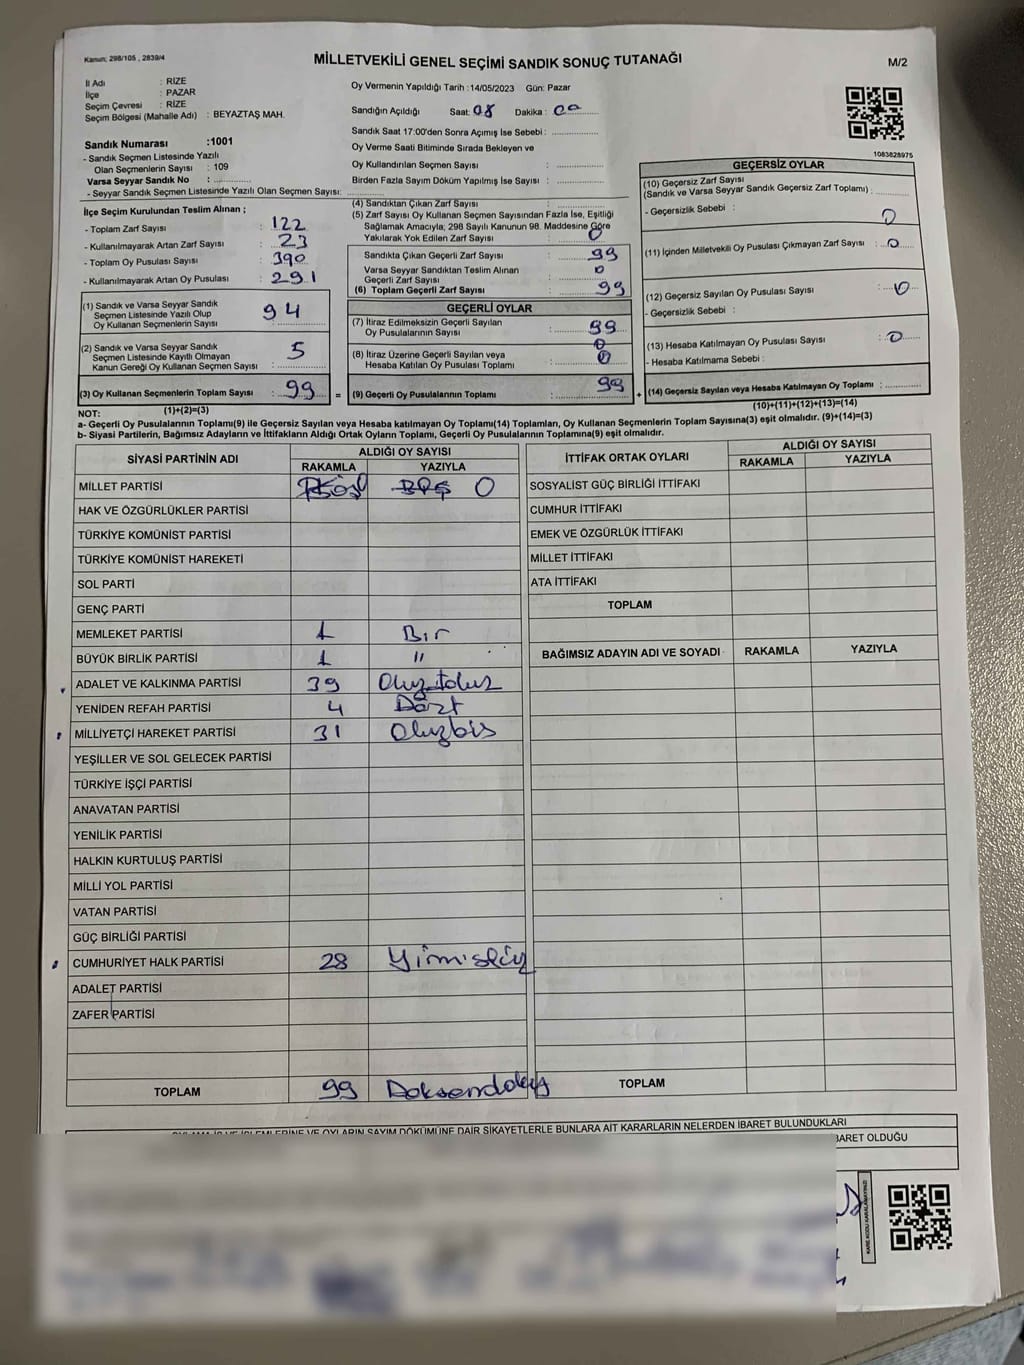 Kanun; 298/105 , 2839/4
MİLLETVEKİLİ GENEL SEÇİMİ SANDIK SONUÇ TUTANAĞI
M/2
İl Adı : RİZE
İlçe : PAZAR
Seçim Çevresi : RİZE
Seçim Bölgesi (Mahalle Adı) : BEYAZTAŞ MAH.
Sandık Numarası :1001
- Sandık Seçmen Listesinde Yazılı
Olan Seçmenlerin Sayısı : 109
Varsa Seyyar Sandık No :
- Seyyar Sandık Seçmen Listesinde Yazılı Olan Seçmen Sayısı:
Oy Vermenin Yapıldığı Tarih :14/05/2023 Gün: Pazar
Sandığın Açıldığı Saat: 08 Dakika : 00
Sandık Saat 17:00'den Sonra Açımış İse Sebebi :
Oy Verme Saati Bitiminde Sırada Bekleyen ve
Oy Kullandırılan Seçmen Sayısı :
Birden Fazla Sayım Döküm Yapılmış İse Sayısı :
1083628975
İlçe Seçim Kurulundan Teslim Alınan ;
- Toplam Zarf Sayısı : 122
- Kullanılmayarak Artan Zarf Sayısı : 23
- Toplam Oy Pusulası Sayısı : 390
- Kullanılmayarak Artan Oy Pusulası : 291
(1) Sandık ve Varsa Seyyar Sandık
Seçmen Listesinde Yazılı Olup
Oy Kullanan Seçmenlerin Sayısı 94
(2) Sandık ve Varsa Seyyar Sandık
Seçmen Listesinde Kayıtlı Olmayan
Kanun Gereği Oy Kullanan Seçmen Sayısı : 5
(3) Oy Kullanan Seçmenlerin Toplam Sayısı : 99
(1)+(2)=(3)
(4) Sandıktan Çıkan Zarf Sayısı :
(5) Zarf Sayısı Oy Kullanan Seçmen Sayısından Fazla İse, Eşitliği
Sağlamak Amacıyla; 298 Sayılı Kanunun 98. Maddesine Göre
Yakılarak Yok Edilen Zarf Sayısı : 0
Sandıkta Çıkan Geçerli Zarf Sayısı : 99
Varsa Seyyar Sandıktan Teslim Alınan
Geçerli Zarf Sayısı : 0
(6) Toplam Geçerli Zarf Sayısı : 99
GEÇERLİ OYLAR
(7) İtiraz Edilmeksizin Geçerli Sayılan
Oy Pusulalarının Sayısı : 99
0
(8) İtiraz Üzerine Geçerli Sayılan veya
Hesaba Katılan Oy Pusulası Toplamı : 0
= (9) Geçerli Oy Pusulalarının Toplamı : 99 +
GEÇERSİZ OYLAR
(10) Geçersiz Zarf Sayısı
(Sandık ve Varsa Seyyar Sandık Geçersiz Zarf Toplamı) :
- Geçersizlik Sebebi : 0
(11) İçinden Milletvekili Oy Pusulası Çıkmayan Zarf Sayısı : 0
(12) Geçersiz Sayılan Oy Pusulası Sayısı : 0
- Geçersizlik Sebebi :
(13) Hesaba Katılmayan Oy Pusulası Sayısı : 0
- Hesaba Katılmama Sebebi :
(14) Geçersiz Sayılan veya Hesaba Katılmayan Oy Toplamı :
(10)+(11)+(12)+(13)=(14)
NOT:
a- Geçerli Oy Pusulalarının Toplamı(9) ile Geçersiz Sayılan veya Hesaba katılmayan Oy Toplamı(14) Toplamları, Oy Kullanan Seçmenlerin Toplam Sayısına(3) eşit olmalıdır. (9)+(14)=(3)
b- Siyasi Partilerin, Bağımsız Adayların ve İttifakların Aldığı Ortak Oyların Toplamı, Geçerli Oy Pusulalarının Toplamına(9) eşit olmalıdır.
SİYASİ PARTİNİN ADI ALDIĞI OY SAYISI
RAKAMLA YAZIYLA
MİLLET PARTİSİ 0
HAK VE ÖZGÜRLÜKLER PARTİSİ
TÜRKİYE KOMÜNİST PARTİSİ
TÜRKİYE KOMÜNİST HAREKETİ
SOL PARTİ
GENÇ PARTİ
MEMLEKET PARTİSİ 1 Bir
BÜYÜK BİRLİK PARTİSİ 1 "
ADALET VE KALKINMA PARTİSİ 39 Otuzdokuz
YENİDEN REFAH PARTİSİ 4 Dört
MİLLİYETÇİ HAREKET PARTİSİ 31 Otuzbir
YEŞİLLER VE SOL GELECEK PARTİSİ
TÜRKİYE İŞÇİ PARTİSİ
ANAVATAN PARTİSİ
YENİLİK PARTİSİ
HALKIN KURTULUŞ PARTİSİ
MİLLİ YOL PARTİSİ
VATAN PARTİSİ
GÜÇ BİRLİĞİ PARTİSİ
CUMHURİYET HALK PARTİSİ 28
ADALET PARTİSİ
ZAFER PARTİSİ
TOPLAM 99 Doksandokuz
İTTİFAK ORTAK OYLARI ALDIĞI OY SAYISI
RAKAMLA YAZIYLA
SOSYALİST GÜÇ BİRLİĞİ İTTİFAKI
CUMHUR İTTİFAKI
EMEK VE ÖZGÜRLÜK İTTİFAKI
MİLLET İTTİFAKI
ATA İTTİFAKI
TOPLAM
BAĞIMSIZ ADAYIN ADI VE SOYADI RAKAMLA YAZIYLA
TOPLAM
OYLAMA İŞ VE İŞLEMLERİNE VE OYLARIN SAYIM DÖKÜMÜNE DAİR ŞİKAYETLERLE BUNLARA AİT KARARLARIN NELERDEN İBARET BULUNDUKLARI
İBARET OLDUĞU
KARE KODU KARALAMAYINIZ!